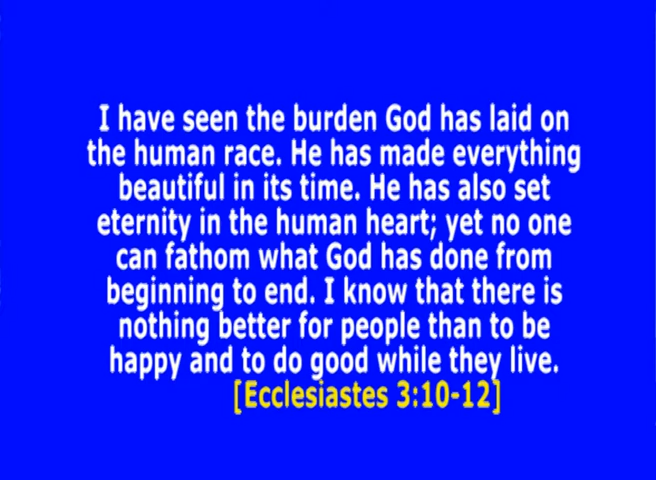 I have seen the burden God has laid on
the human race. He has made everything
beautiful in its time. He has also set
eternity in the human heart; yet no one
can fathom what God has done from
beginning to end. I know that there is
nothing better for people than to be
happy and to do good while they live.
[Ecclesiastes 3:10-12]